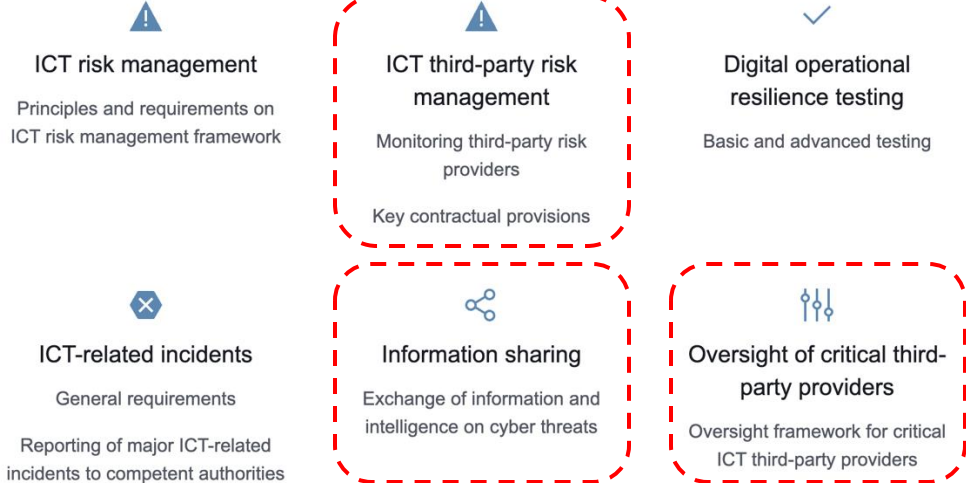 ICT risk management
Principles and requirements on
ICT risk management framework
ICT third-party risk
management
Monitoring third-party risk
providers
Key contractual provisions
Digital operational
resilience testing
Basic and advanced testing
ICT-related incidents
General requirements
Reporting of major ICT-related
incidents to competent authorities
Information sharing
Exchange of information and
intelligence on cyber threats
Oversight of critical third-
party providers
Oversight framework for critical
ICT third-party providers